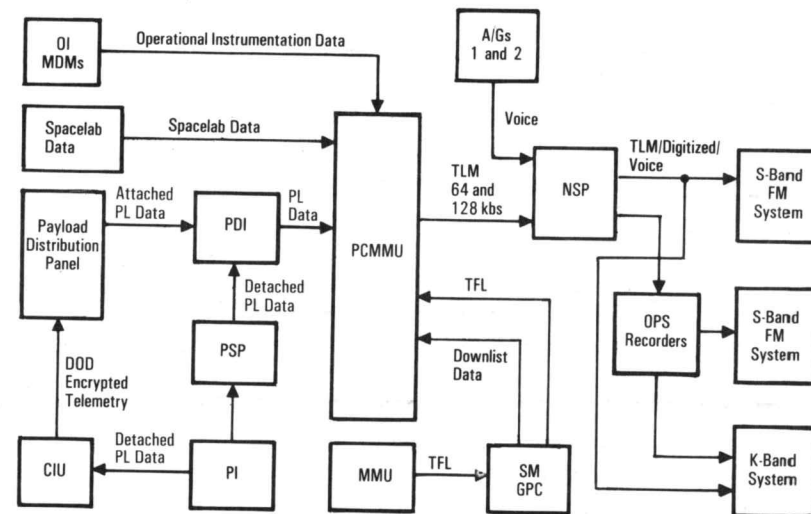 OI
MDMs
Operational Instrumentation Data
A/Gs
1 and 2
Spacelab
Data
Spacelab Data
Voice
TLM/Digitized/
Voice
S-Band
FM
System
NSP
TLM
64 and
128 kbs
Payload
Distribution
Panel
Attached
PL Data
PDI
PL
Data
PCMMU
Detached
PL Data
TFL
OPS
Recorders
S-Band
FM
System
PSP
Downlist
Data
DOD
Encrypted
Telemetry
CIU
Detached
PL Data
PI
MMU
TFL
SM
GPC
K-Band
System